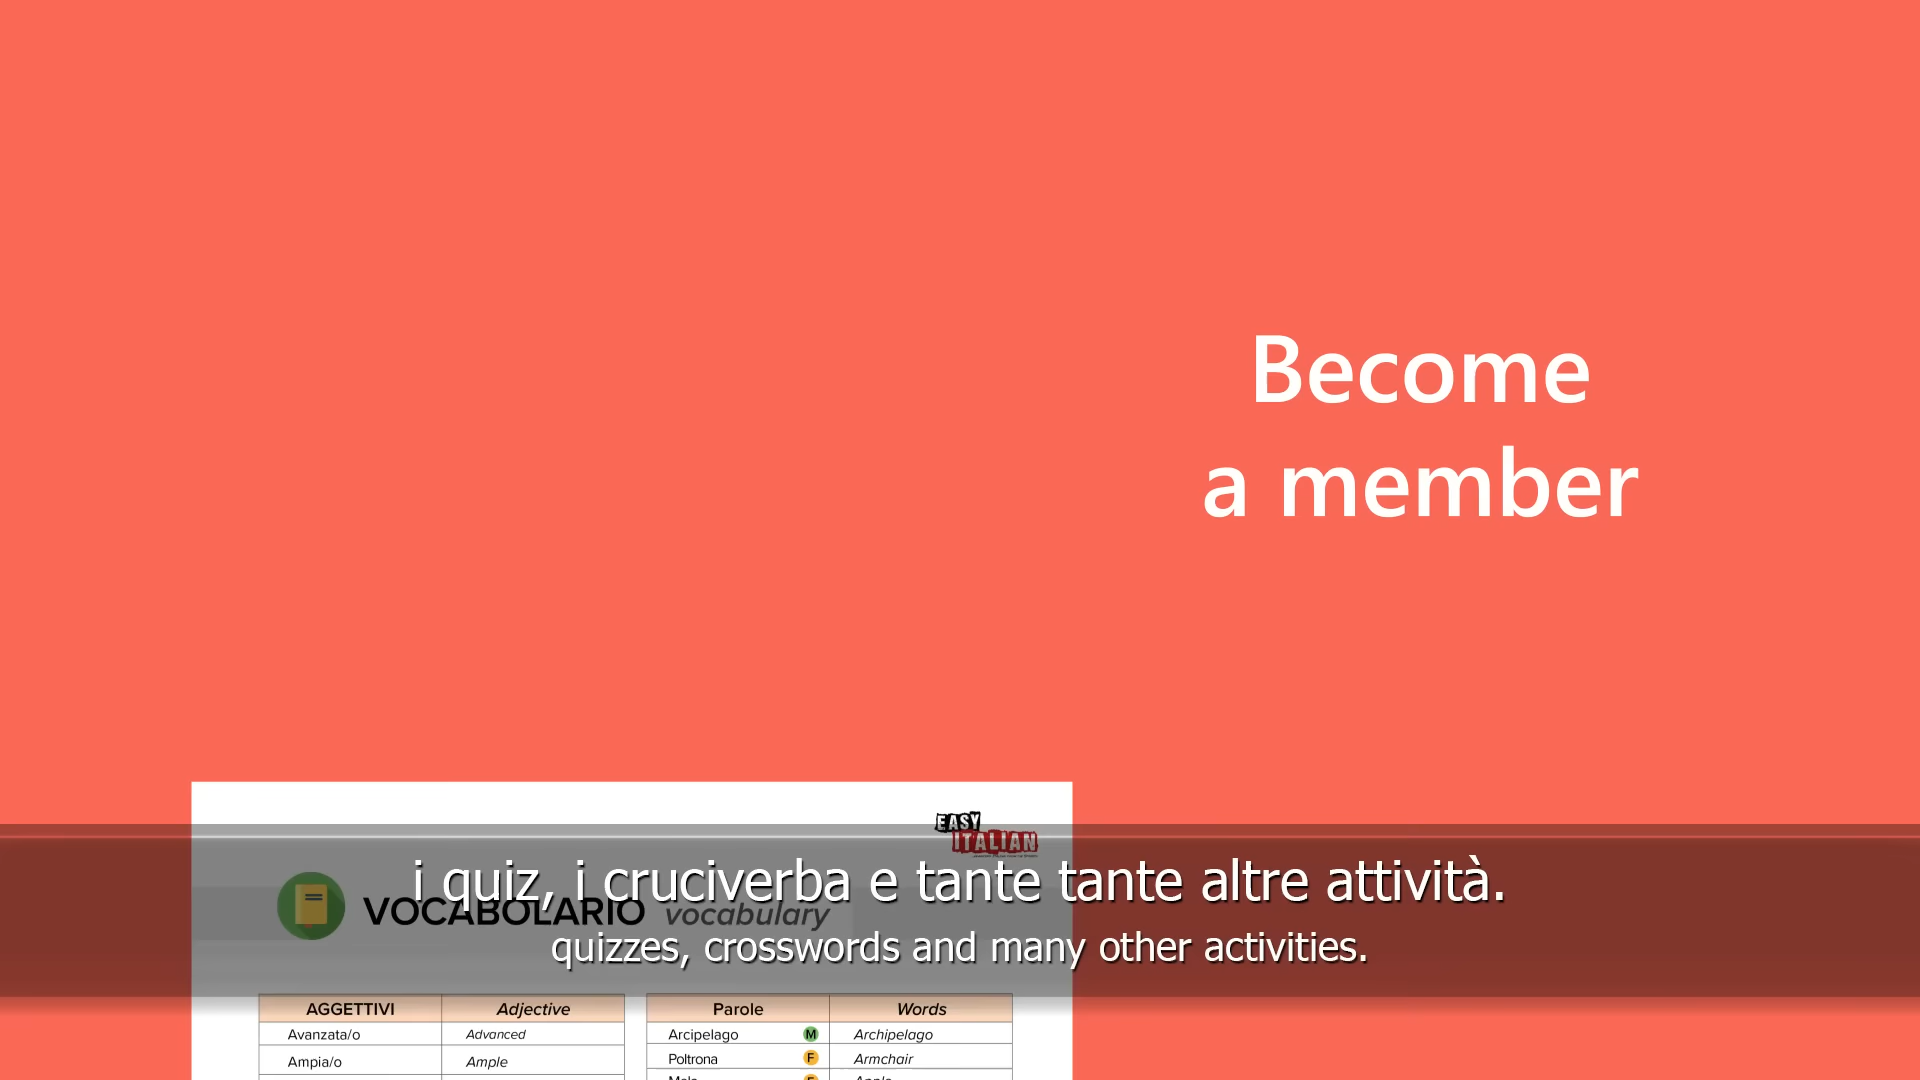 Become
a member
EASY
ITALIAN
i quiz, i cruciverba e tante tante altre attività.
VOCABOLARIO vocabulary
quizzes, crosswords and many other activities.
AGGETTIVI Adjective Parole Words
Avanzata/o Advanced Arcipelago M Archipelago
Ampia/o Ample Poltrona F Armchair